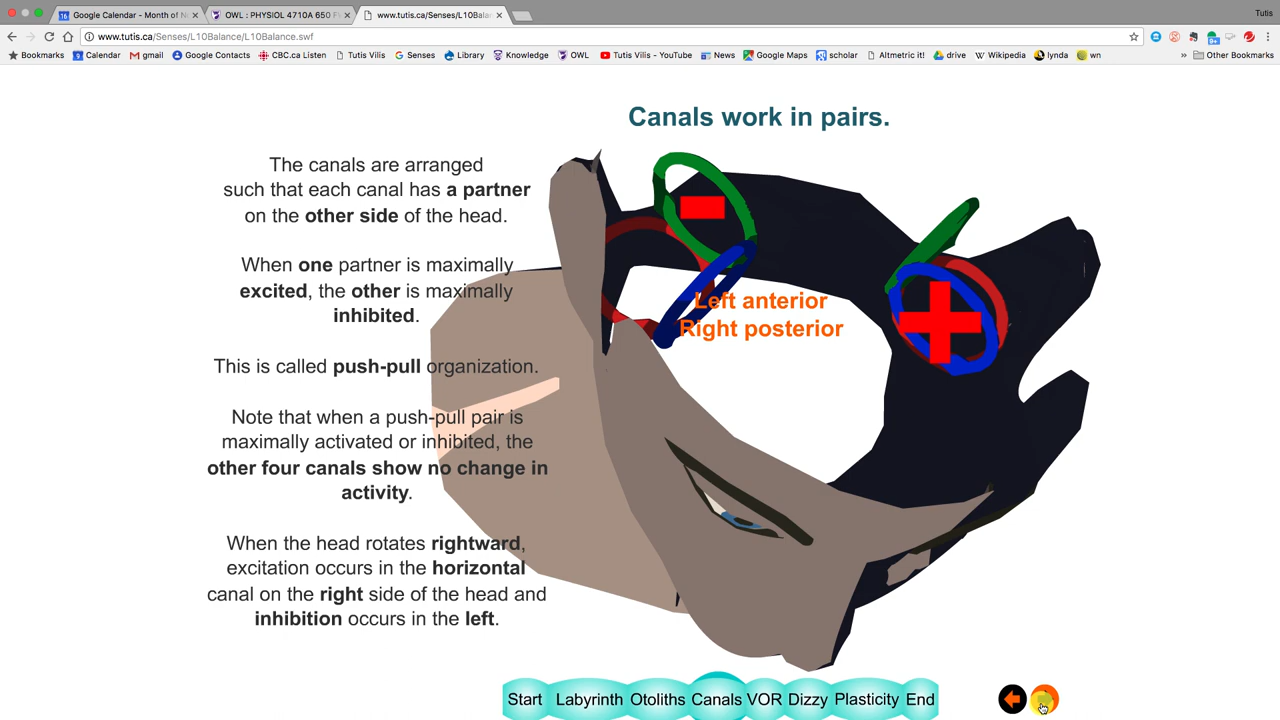 Google Calendar - Month of N
OWL : PHYSIOL 4710A 650 F
www.tutis.ca/Senses/L10Bala
Tutis
www.tutis.ca/Senses/L10Balance/L10Balance.swf
Bookmarks Calendar gmail Google Contacts CBC.ca Listen Tutis Vilis Senses Library Knowledge OWL Tutis Vilis - YouTube News Google Maps scholar Altmetric it! drive Wikipedia lynda wn » Other Bookmarks
Canals work in pairs.
The canals are arranged
such that each canal has a partner
on the other side of the head.
When one partner is maximally
excited, the other is maximally
inhibited.
This is called push-pull organization.
Note that when a push-pull pair is
maximally activated or inhibited, the
other four canals show no change in
activity.
When the head rotates rightward,
excitation occurs in the horizontal
canal on the right side of the head and
inhibition occurs in the left.
Left anterior
Right posterior
Start Labyrinth Otoliths Canals VOR Dizzy Plasticity End